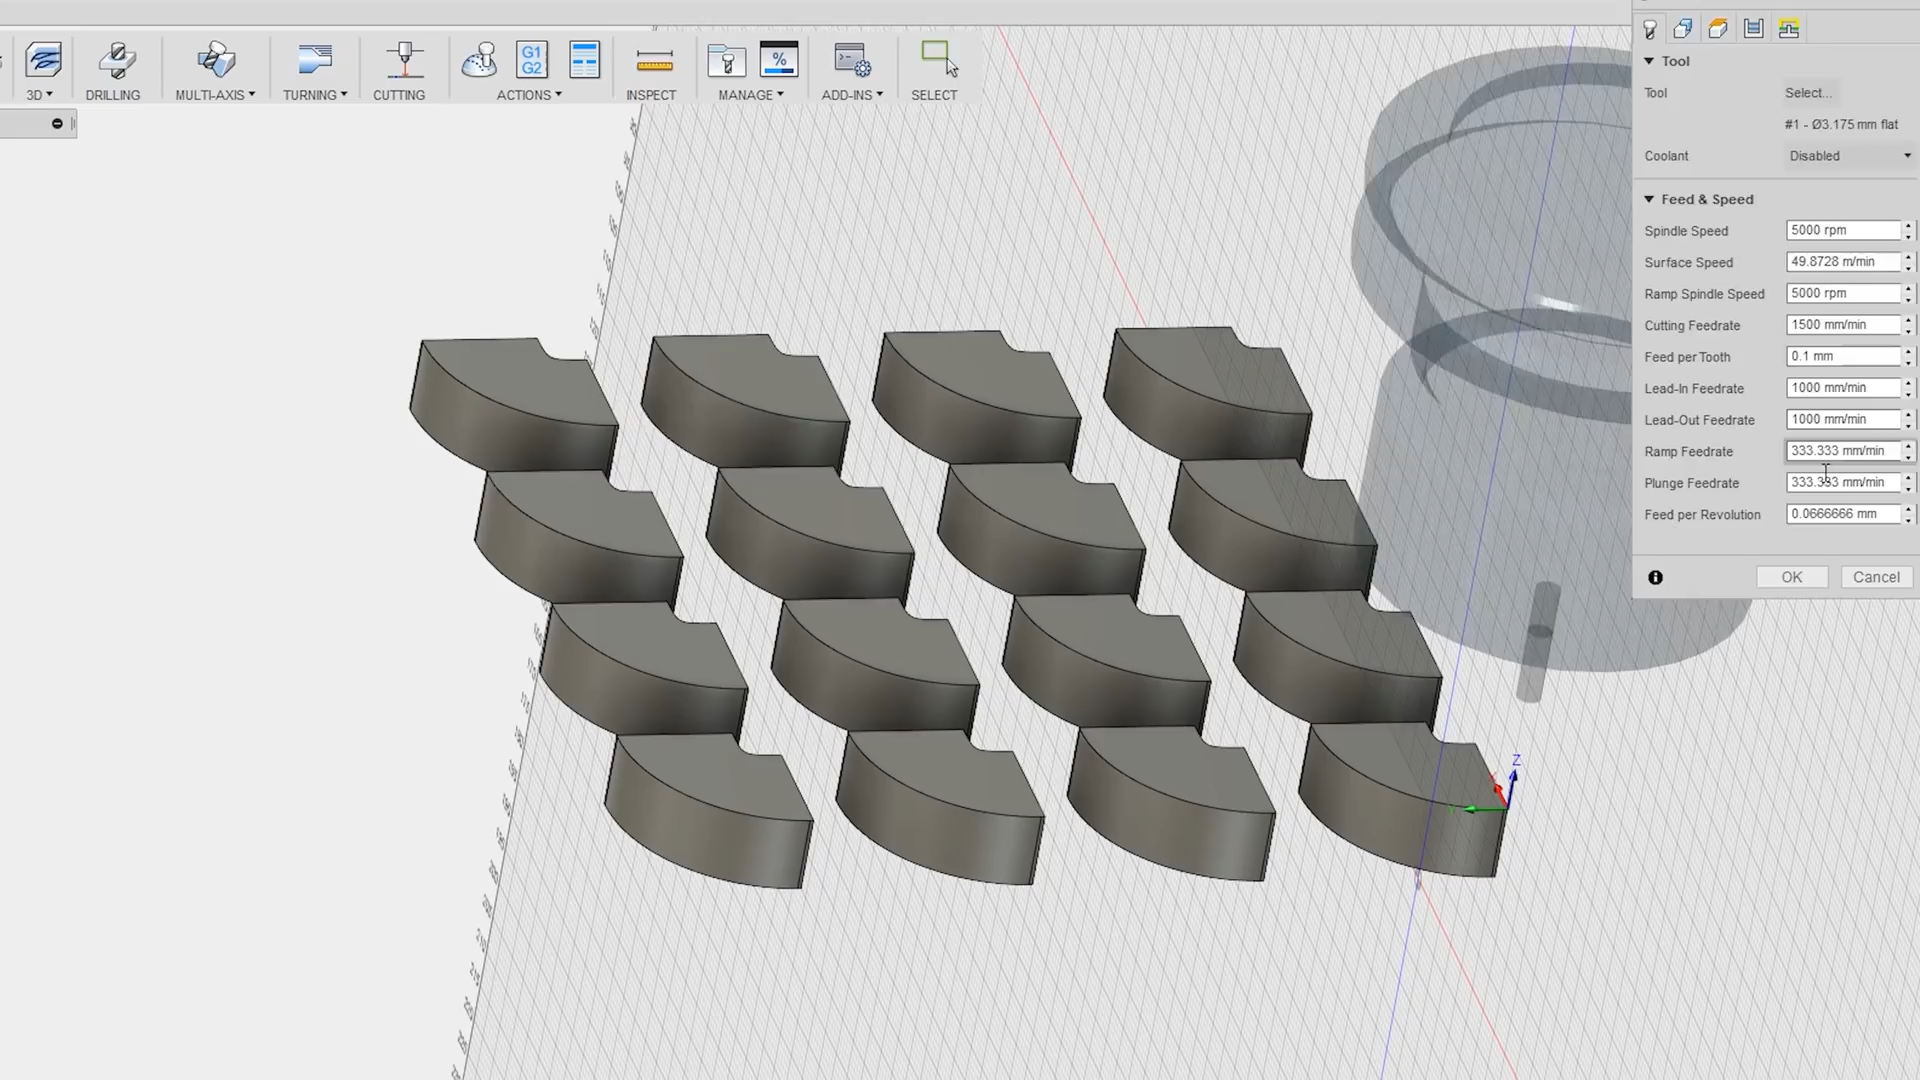 3D
DRILLING
MULTI-AXIS
TURNING
CUTTING
G1
G2
ACTIONS
INSPECT
%
MANAGE
ADD-INS
SELECT
Tool
Tool Select...
#1 - Ø3.175 mm flat
Coolant Disabled
Feed & Speed
Spindle Speed 5000 rpm
Surface Speed 49.8728 m/min
Ramp Spindle Speed 5000 rpm
Cutting Feedrate 1500 mm/min
Feed per Tooth 0.1 mm
Lead-In Feedrate 1000 mm/min
Lead-Out Feedrate 1000 mm/min
Ramp Feedrate 333.333 mm/min
Plunge Feedrate 333.333 mm/min
Feed per Revolution 0.0666666 mm
OK Cancel
Z
Y